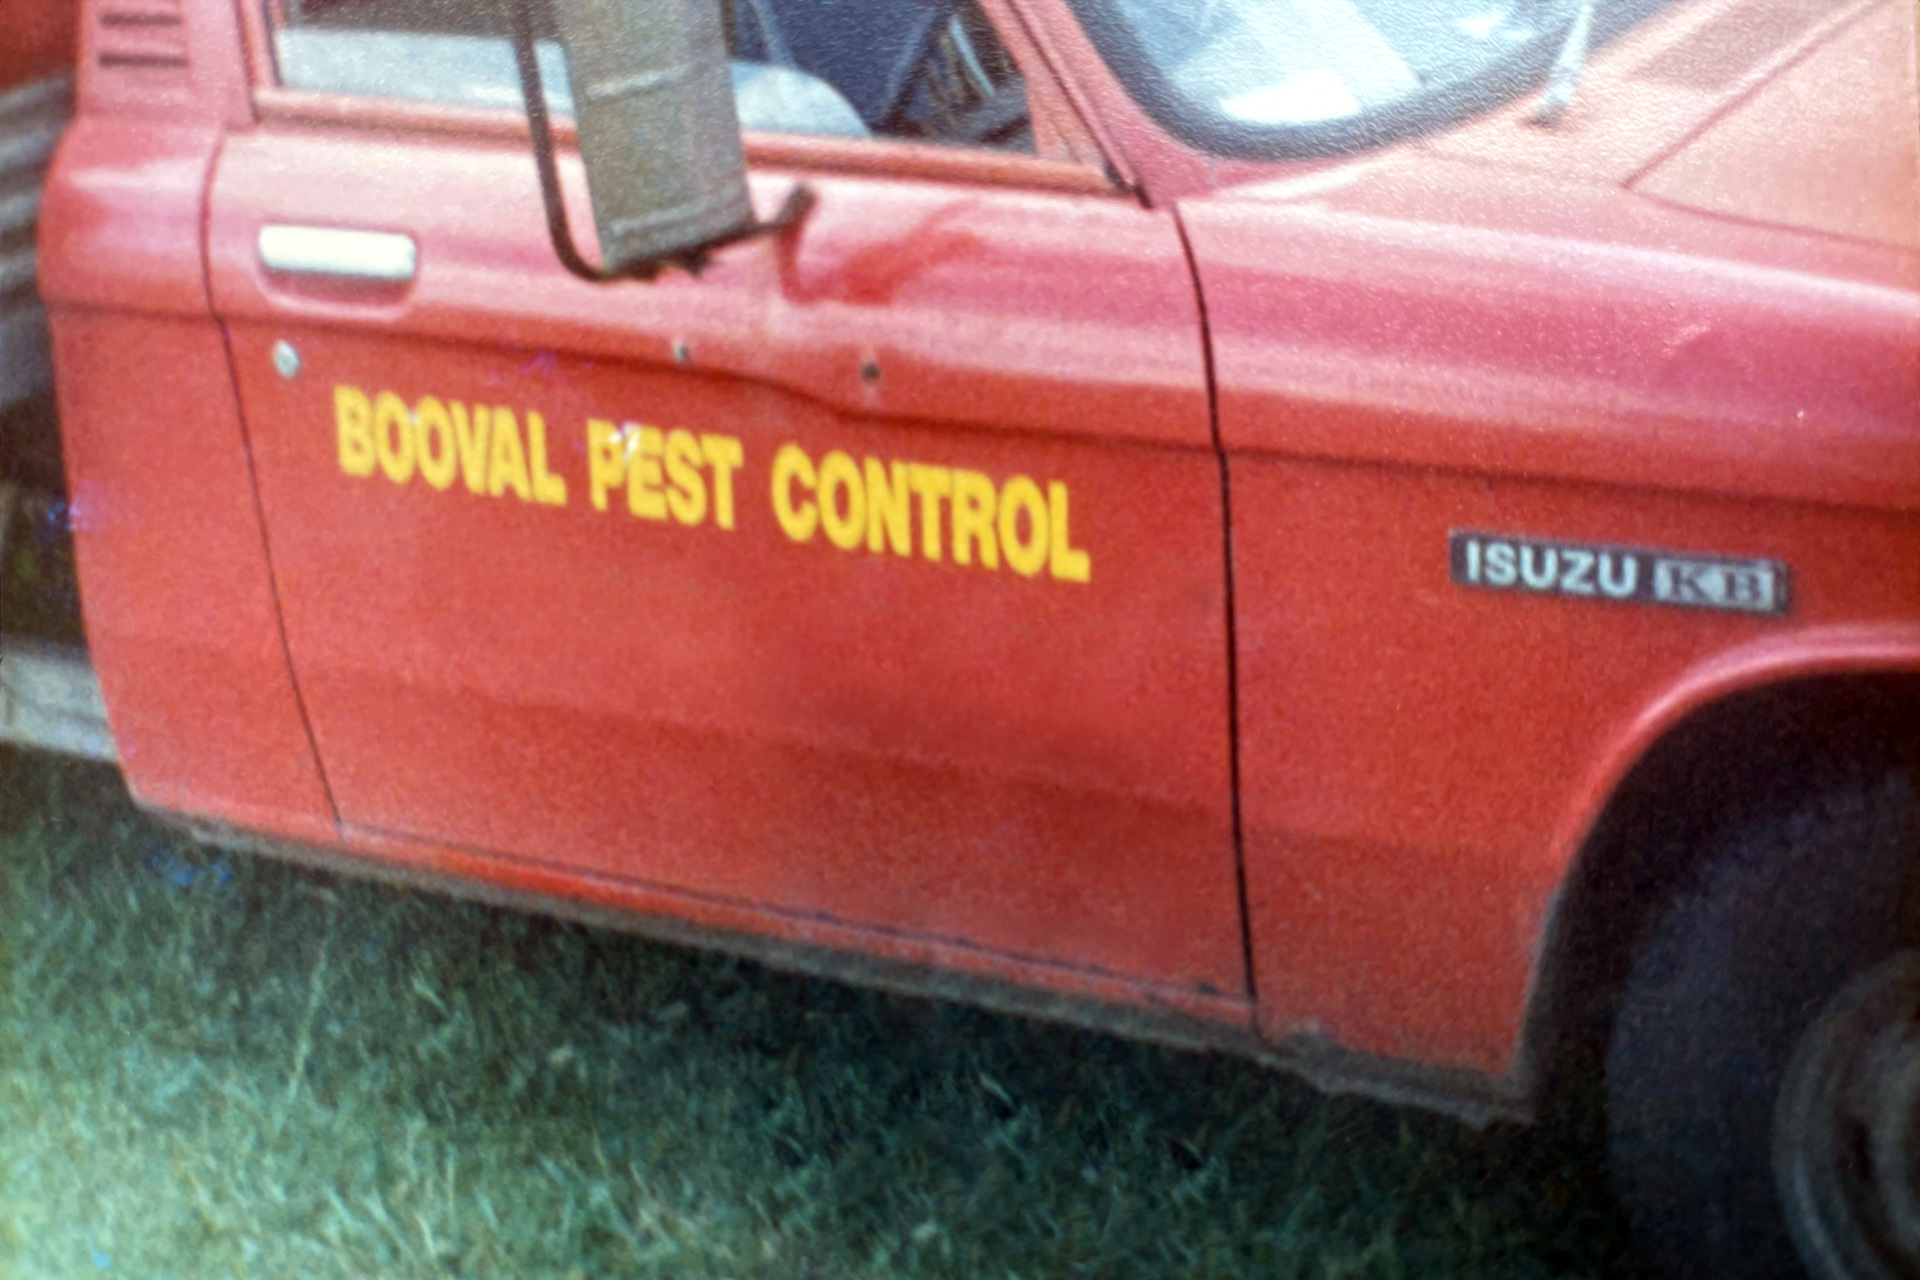 BOOVAL PEST CONTROL
ISUZU KB